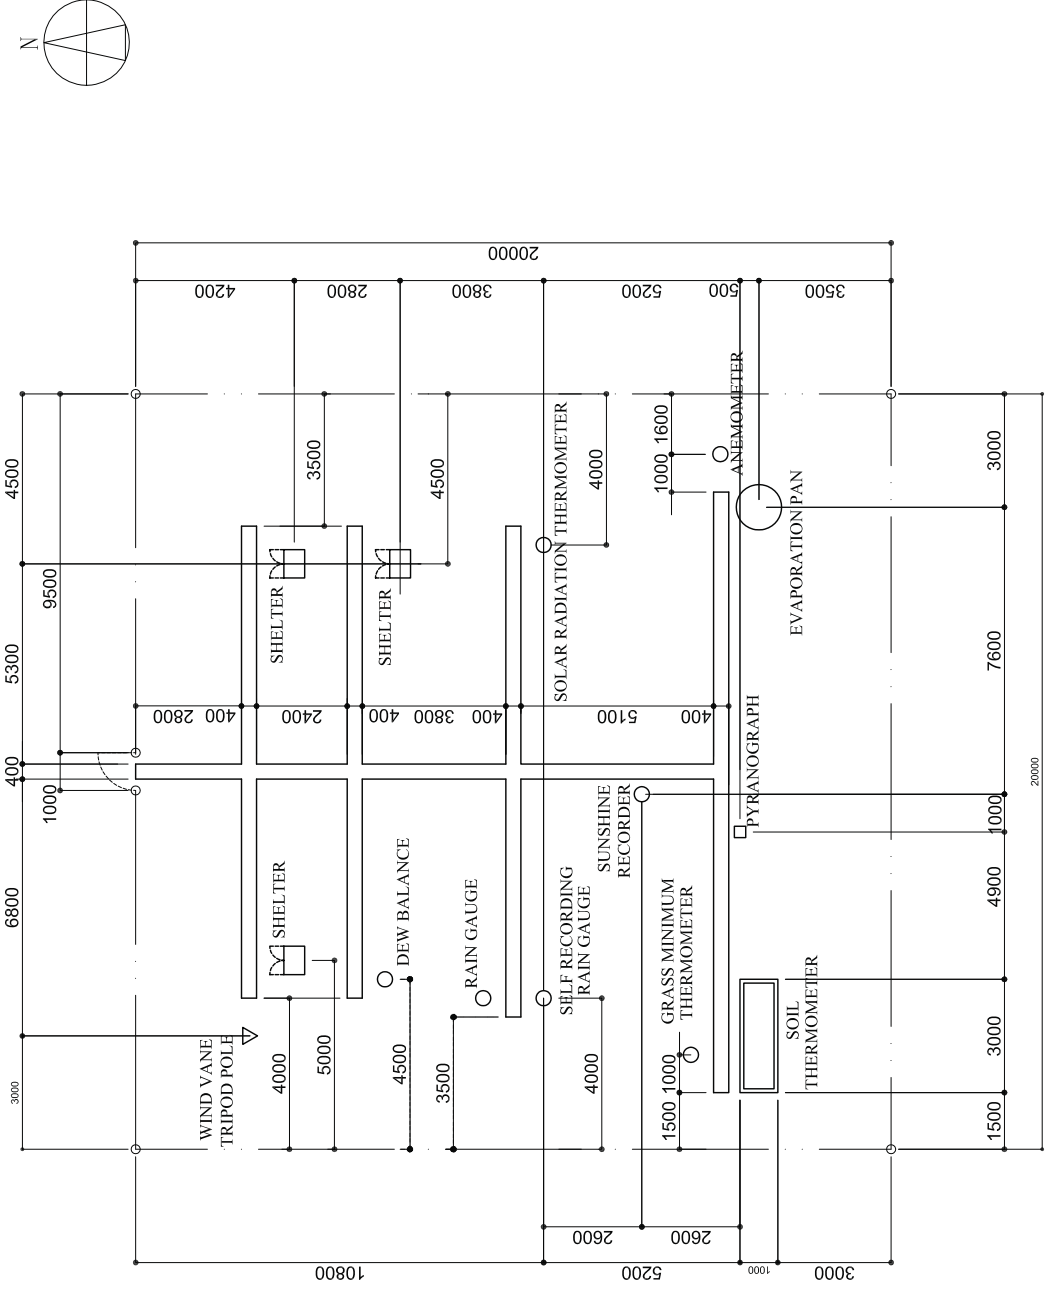 N
20000
4200
2800
3800
5200
500
3500
4500
9500
5300
400
1000
6800
3000
3500
4500
4000
1600
1000
ANEMOMETER
3000
SOLAR RADIATION THERMOMETER
EVAPORATION PAN
SHELTER
SHELTER
7600
2800
400
2400
400
3800
400
5100
400
20000
PYRANOGRAPH
SUNSHINE
RECORDER
1000
SHELTER
DEW BALANCE
RAIN GAUGE
SELF RECORDING
RAIN GAUGE
GRASS MINIMUM
THERMOMETER
4900
SOIL
THERMOMETER
WIND VANE
TRIPOD POLE
4000
5000
4500
3500
4000
1000
1500
3000
1500
2600
2600
10800
5200
1000
3000